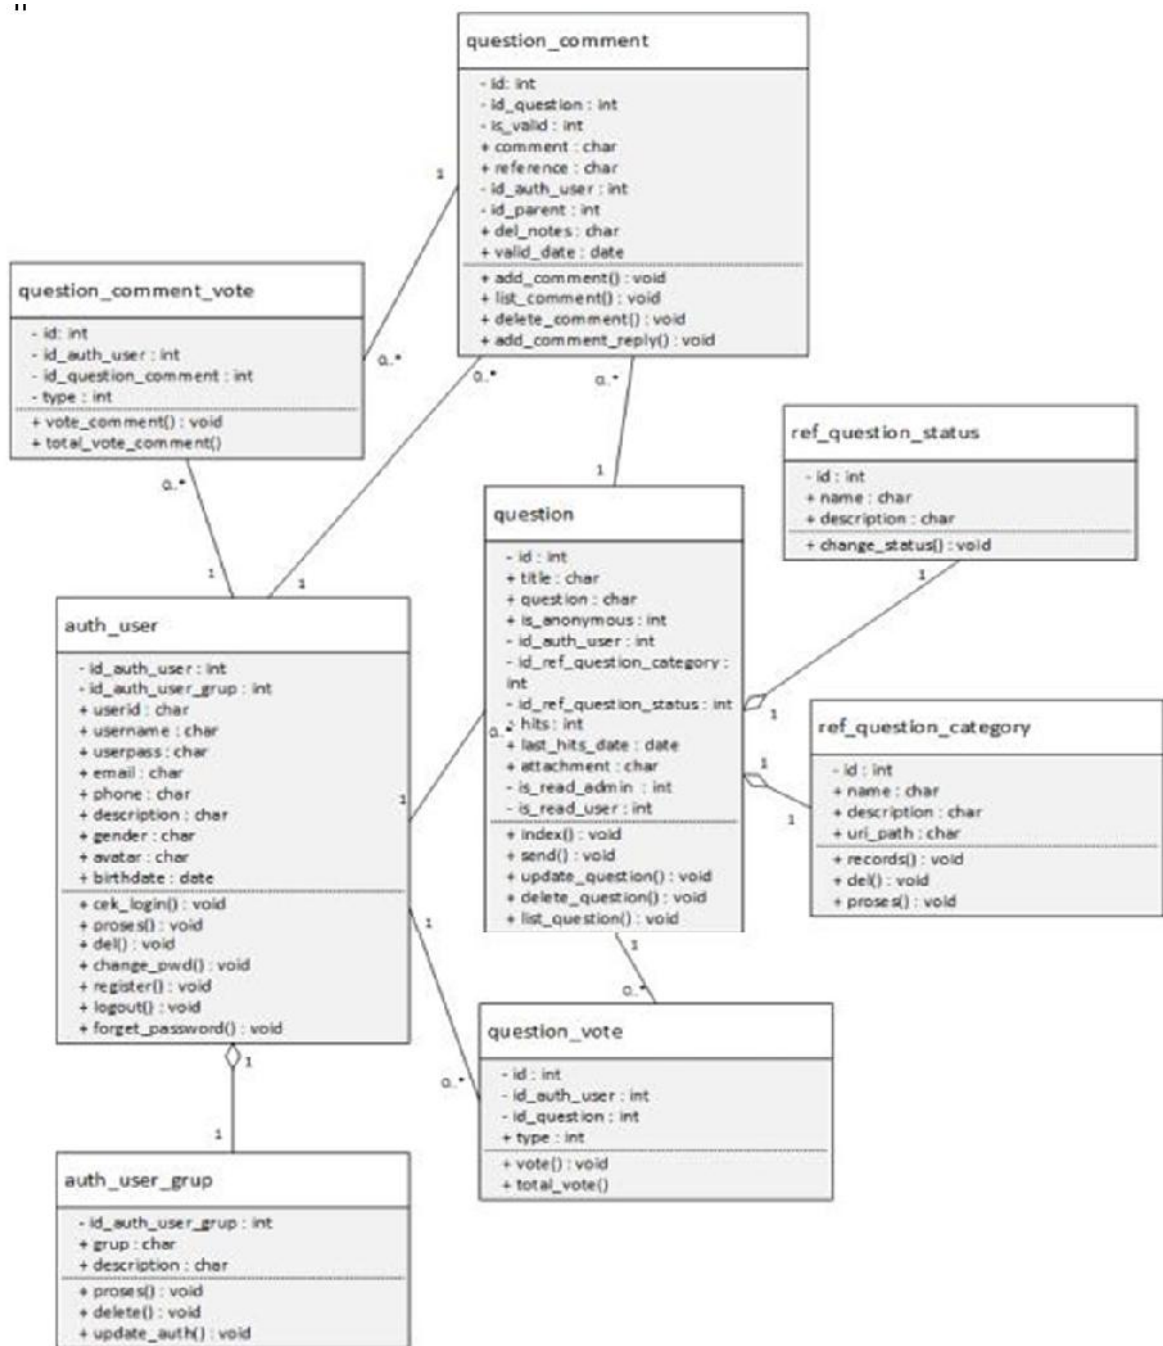 "
question_comment
- id: int
- id_question : int
- is_valid : int
+ comment : char
+ reference : char
- id_auth_user : int
- id_parent : int
+ del_notes : char
+ valid_date : date
+ add_comment() : void
+ list_comment() : void
+ delete_comment() : void
+ add_comment_reply() : void
1
0..*
0..*
0..*
1
question_comment_vote
- id: int
- id_auth_user : int
- id_question_comment : int
- type : int
+ vote_comment() : void
+ total_vote_comment()
0..*
1
1
ref_question_status
- id : int
+ name : char
+ description : char
+ change_status() : void
1
1
question
- id : int
+ title : char
+ question : char
+ is_anonymous : int
- id_auth_user : int
- id_ref_question_category :
int
- id_ref_question_status : int
- hits : int
+ last_hits_date : date
+ attachment : char
- is_read_admin : int
- is_read_user : int
+ index() : void
+ send() : void
+ update_question() : void
+ delete_question() : void
+ list_question() : void
0..*
1
ref_question_category
- id : int
+ name : char
+ description : char
+ uri_path : char
+ records() : void
+ del() : void
+ proses() : void
1
1
auth_user
- id_auth_user : int
- id_auth_user_grup : int
+ userid : char
+ username : char
+ userpass : char
+ email : char
+ phone : char
+ description : char
+ gender : char
+ avatar : char
+ birthdate : date
+ cek_login() : void
+ proses() : void
+ del() : void
+ change_pwd() : void
+ register() : void
+ logout() : void
+ forget_password() : void
1
0..*
1
0..*
question_vote
- id : int
- id_auth_user : int
- id_question : int
+ type : int
+ vote() : void
+ total_vote()
1
1
auth_user_grup
- id_auth_user_grup : int
+ grup : char
+ description : char
+ proses() : void
+ delete() : void
+ update_auth() : void